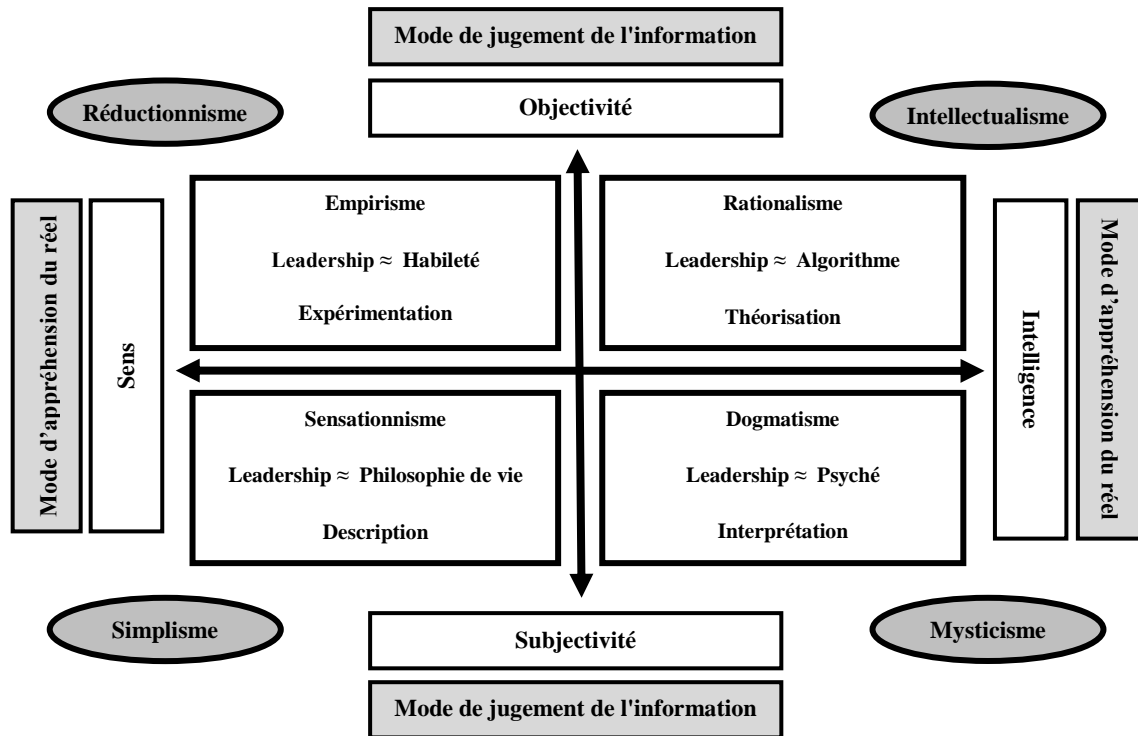 Mode de jugement de l'information
Objectivité
Réductionnisme
Intellectualisme
Mode d’appréhension du réel
Sens
Empirisme
Leadership ≈ Habileté
Expérimentation
Rationalisme
Leadership ≈ Algorithme
Théorisation
Intelligence
Mode d’appréhension du réel
Sensationnisme
Leadership ≈ Philosophie de vie
Description
Dogmatisme
Leadership ≈ Psyché
Interprétation
Simplisme
Mysticisme
Subjectivité
Mode de jugement de l'information